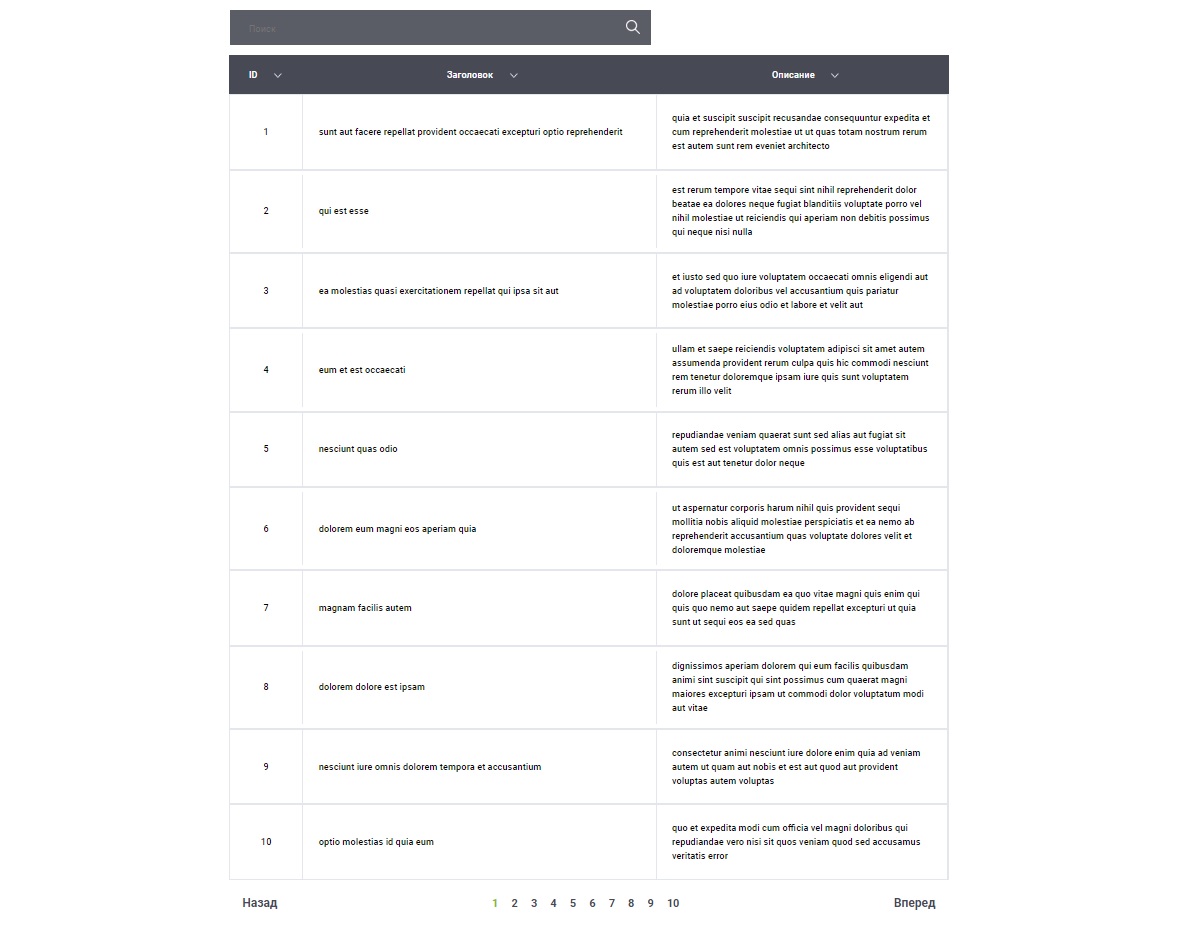 Поиск
ID Заголовок Описание
1 sunt aut facere repellat provident occaecati excepturi optio reprehenderit
quia et suscipit suscipit recusandae consequuntur expedita et
cum reprehenderit molestiae ut ut quas totam nostrum rerum
est autem sunt rem eveniet architecto
2 qui est esse
est rerum tempore vitae sequi sint nihil reprehenderit dolor
beatae ea dolores neque fugiat blanditiis voluptate porro vel
nihil molestiae ut reiciendis qui aperiam non debitis possimus
qui neque nisi nulla
3 ea molestias quasi exercitationem repellat qui ipsa sit aut
et iusto sed quo iure voluptatem occaecati omnis eligendi aut
ad voluptatem doloribus vel accusantium quis pariatur
molestiae porro eius odio et labore et velit aut
4 eum et est occaecati
ullam et saepe reiciendis voluptatem adipisci sit amet autem
assumenda provident rerum culpa quis hic commodi nesciunt
rem tenetur doloremque ipsam iure quis sunt voluptatem
rerum illo velit
5 nesciunt quas odio
repudiandae veniam quaerat sunt sed alias aut fugiat sit
autem sed est voluptatem omnis possimus esse voluptatibus
quis est aut tenetur dolor neque
6 dolorem eum magni eos aperiam quia
ut aspernatur corporis harum nihil quis provident sequi
mollitia nobis aliquid molestiae perspiciatis et ea nemo ab
reprehenderit accusantium quas voluptate dolores velit et
doloremque molestiae
7 magnam facilis autem
dolore placeat quibusdam ea quo vitae magni quis enim qui
quis quo nemo aut saepe quidem repellat excepturi ut quia
sunt ut sequi eos ea sed quas
8 dolorem dolore est ipsam
dignissimos aperiam dolorem qui eum facilis quibusdam
animi sint suscipit qui sint possimus cum quaerat magni
maiores excepturi ipsam ut commodi dolor voluptatum modi
aut vitae
9 nesciunt iure omnis dolorem tempora et accusantium
consectetur animi nesciunt iure dolore enim quia ad veniam
autem ut quam aut nobis et est aut quod aut provident
voluptas autem voluptas
10 optio molestias id quia eum
quo et expedita modi cum officia vel magni doloribus qui
repudiandae vero nisi sit quos veniam quod sed accusamus
veritatis error
Назад 1 2 3 4 5 6 7 8 9 10 Вперед